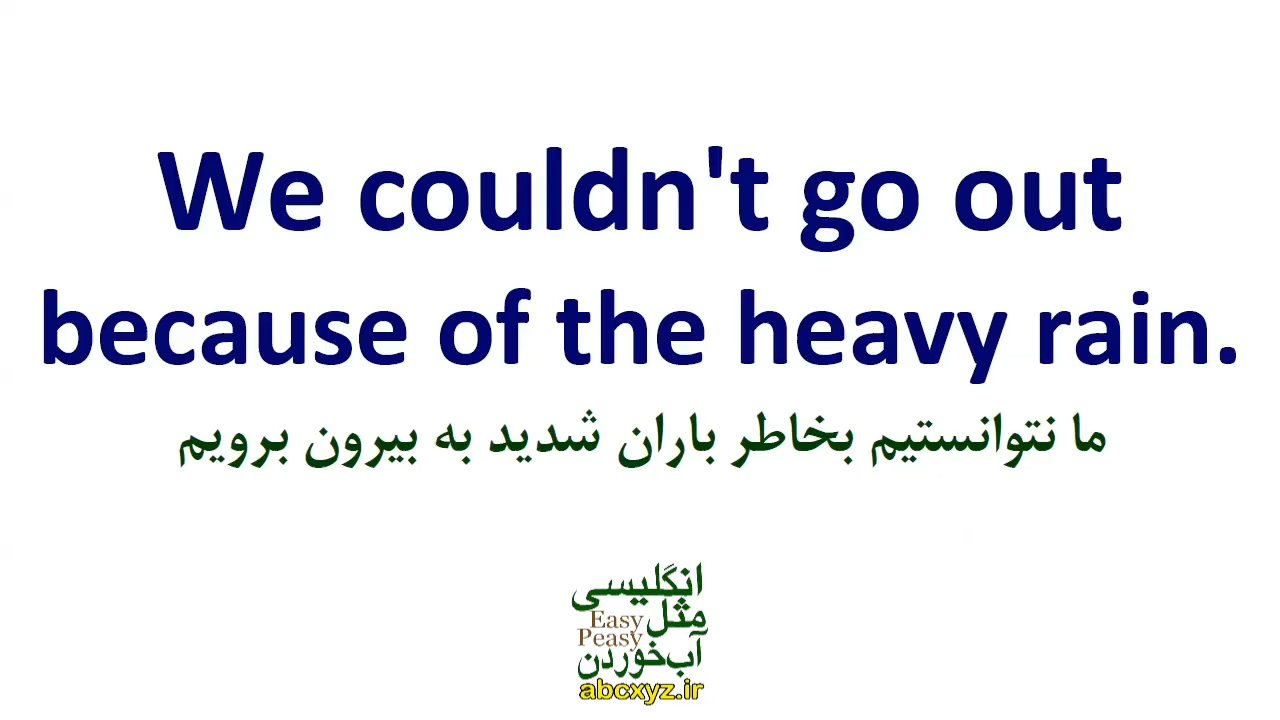 We couldn't go out
because of the heavy rain.
ما نتوانستیم بخاطر باران شدید به بیرون برویم
انگلیسی
مثل
Easy
Peasy
آب‌خوردن
abcxyz.ir